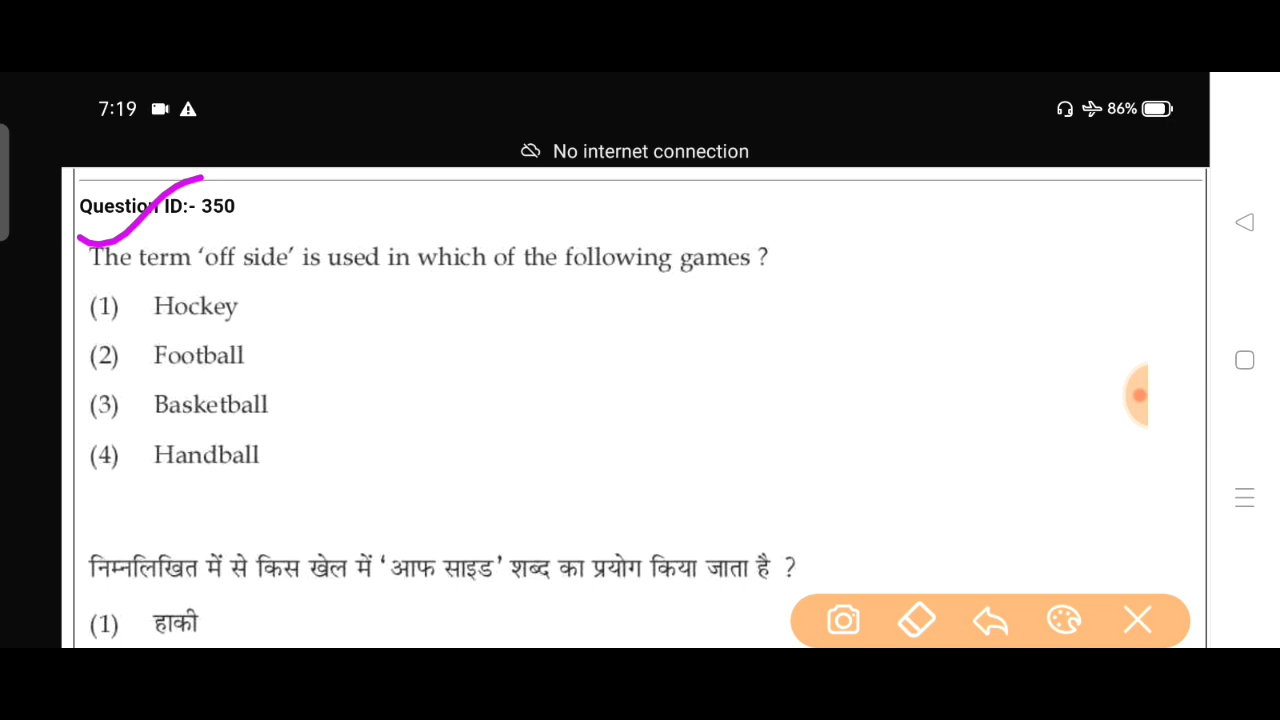 7:19
86%
No internet connection
Question ID:- 350
The term 'off side' is used in which of the following games ?
(1) Hockey
(2) Football
(3) Basketball
(4) Handball
निम्नलिखित में से किस खेल में 'आफ साइड' शब्द का प्रयोग किया जाता है ?
(1) हाकी